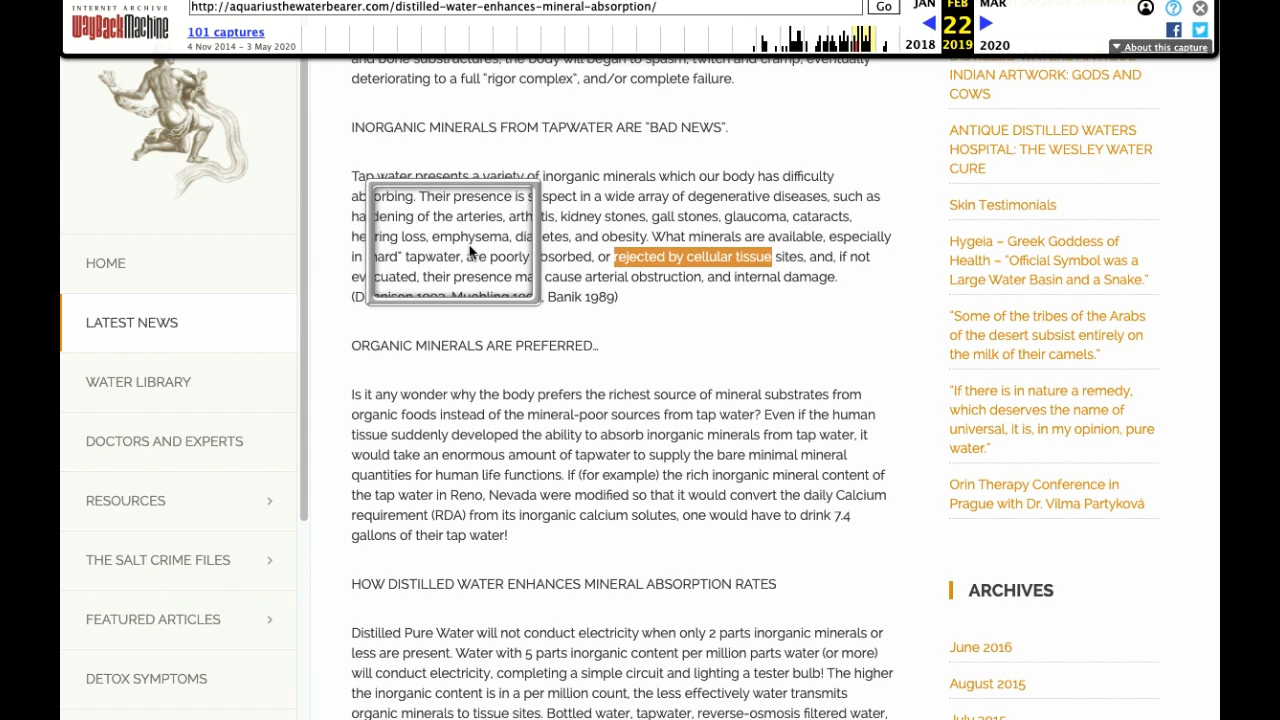 INTERNET ARCHIVE
WayBackMachine
http://aquariusthewaterbearer.com/distilled-water-enhances-mineral-absorption/
Go
JAN
FEB
MAR
101 captures
4 Nov 2014 – 3 May 2020
22
2018
2019
2020
About this capture
HOME
LATEST NEWS
WATER LIBRARY
DOCTORS AND EXPERTS
RESOURCES
THE SALT CRIME FILES
FEATURED ARTICLES
DETOX SYMPTOMS
and bone substructures, the body will began to spasm, twitch and cramp, eventually
deteriorating to a full "rigor complex", and/or complete failure.
INORGANIC MINERALS FROM TAPWATER ARE "BAD NEWS".
Tap water presents a variety of inorganic minerals which our body has difficulty
absorbing. Their presence is suspect in a wide array of degenerative diseases, such as
hardening of the arteries, arthritis, kidney stones, gall stones, glaucoma, cataracts,
hearing loss, emphysema, diabetes, and obesity. What minerals are available, especially
in "hard" tapwater, are poorly absorbed, or rejected by cellular tissue sites, and, if not
evacuated, their presence may cause arterial obstruction, and internal damage.
(Dennison 1993, Muehling 1994, Banik 1989)
ORGANIC MINERALS ARE PREFERRED…
Is it any wonder why the body prefers the richest source of mineral substrates from
organic foods instead of the mineral-poor sources from tap water? Even if the human
tissue suddenly developed the ability to absorb inorganic minerals from tap water, it
would take an enormous amount of tapwater to supply the bare minimal mineral
quantities for human life functions. If (for example) the rich inorganic mineral content of
the tap water in Reno, Nevada were modified so that it would convert the daily Calcium
requirement (RDA) from its inorganic calcium solutes, one would have to drink 7.4
gallons of their tap water!
HOW DISTILLED WATER ENHANCES MINERAL ABSORPTION RATES
Distilled Pure Water will not conduct electricity when only 2 parts inorganic minerals or
less are present. Water with 5 parts inorganic content per million parts water (or more)
will conduct electricity, completing a simple circuit and lighting a tester bulb! The higher
the inorganic content is in a per million count, the less effectively water transmits
organic minerals to tissue sites. Bottled water, tapwater, reverse-osmosis filtered water,
INDIAN ARTWORK: GODS AND
COWS
ANTIQUE DISTILLED WATERS
HOSPITAL: THE WESLEY WATER
CURE
Skin Testimonials
Hygeia – Greek Goddess of
Health – "Official Symbol was a
Large Water Basin and a Snake."
"Some of the tribes of the Arabs
of the desert subsist entirely on
the milk of their camels."
"If there is in nature a remedy,
which deserves the name of
universal, it is, in my opinion, pure
water."
Orin Therapy Conference in
Prague with Dr. Vilma Partyková
ARCHIVES
June 2016
August 2015
July 2015